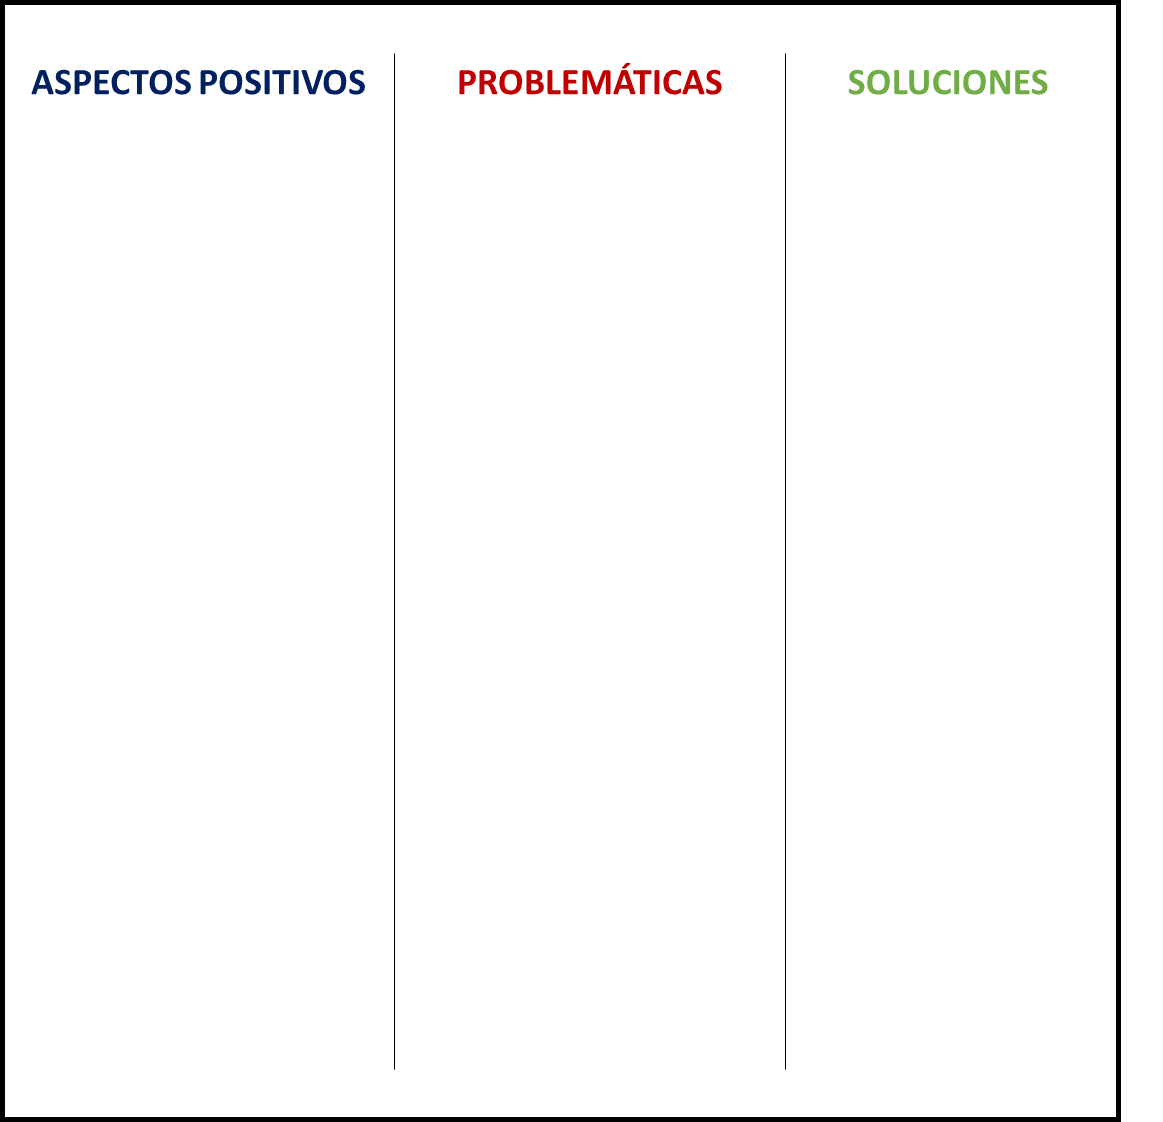 ASPECTOS POSITIVOS
PROBLEMÁTICAS
SOLUCIONES